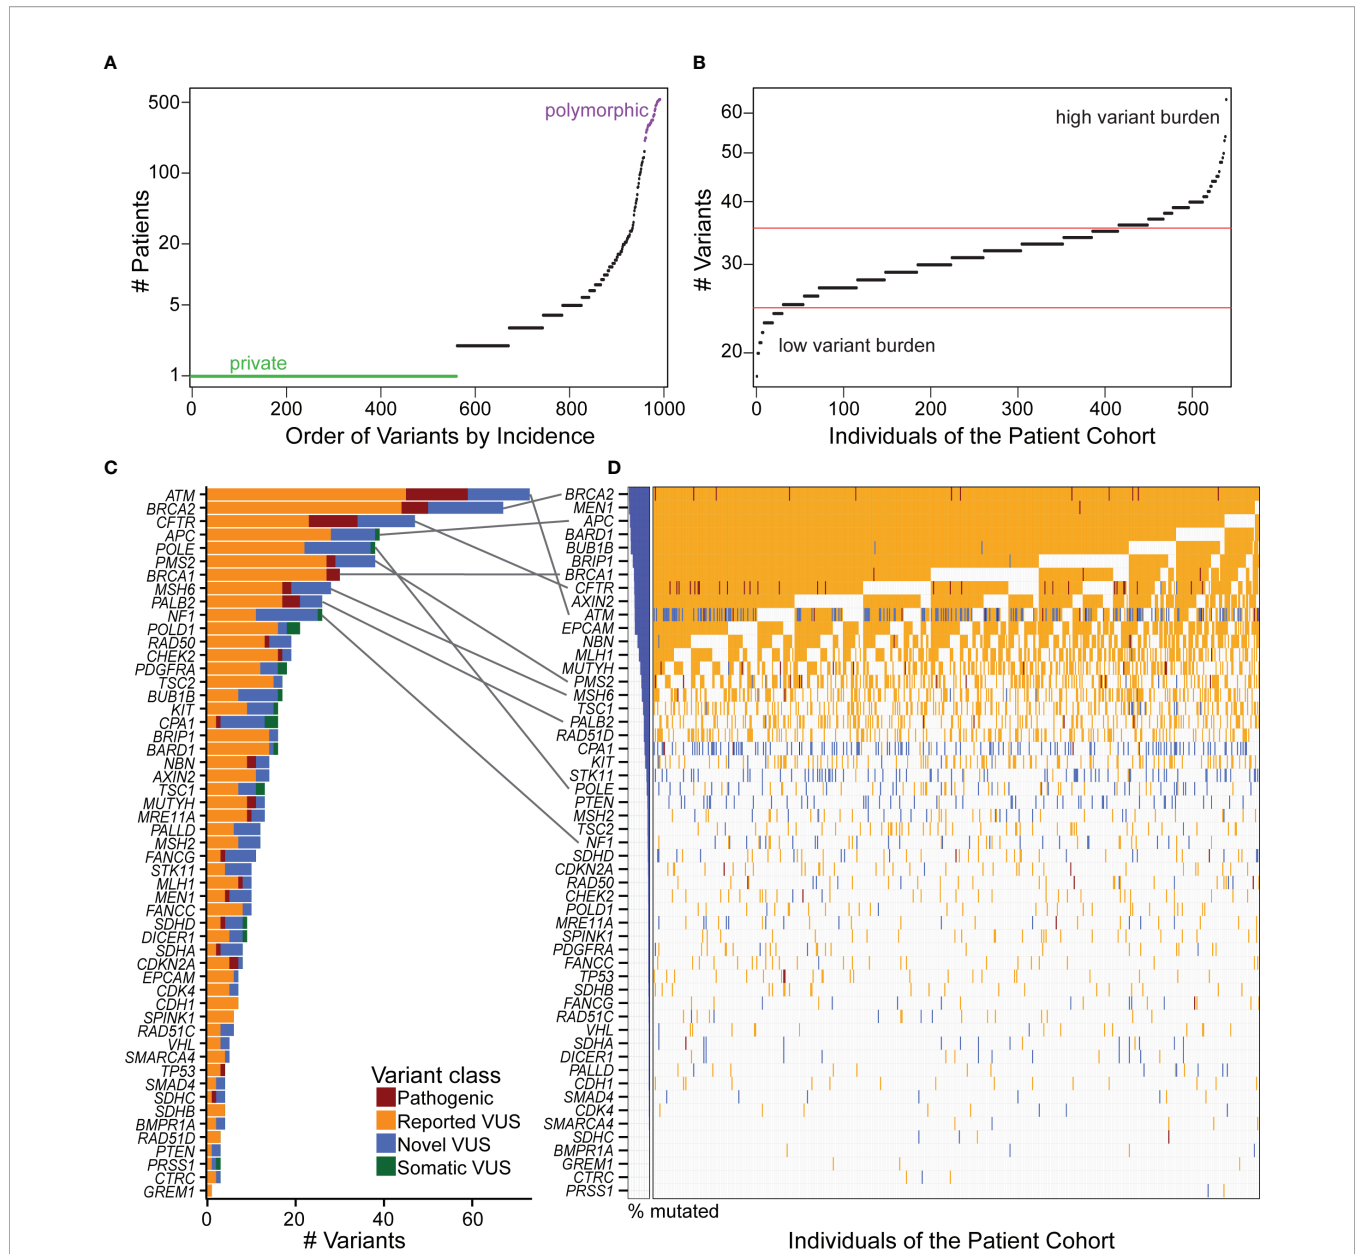 A
500
100
20
5
1
# Patients
polymorphic
private
0 200 400 600 800 1000
Order of Variants by Incidence
B
60
50
40
30
20
# Variants
high variant burden
low variant burden
0 100 200 300 400 500
Individuals of the Patient Cohort
C
ATM
BRCA2
CFTR
APC
POLE
PMS2
BRCA1
MSH6
PALB2
NF1
POLD1
RAD50
CHEK2
PDGFRA
TSC2
BUB1B
KIT
CPA1
BRIP1
BARD1
NBN
AXIN2
TSC1
MUTYH
MRE11A
PALLD
MSH2
FANCG
STK11
MLH1
MEN1
FANCC
SDHD
DICER1
SDHA
CDKN2A
EPCAM
CDK4
CDH1
SPINK1
RAD51C
VHL
SMARCA4
TP53
SMAD4
SDHC
SDHB
BMPR1A
RAD51D
PTEN
PRSS1
CTRC
GREM1
0 20 40 60
# Variants
Variant class
Pathogenic
Reported VUS
Novel VUS
Somatic VUS
D
BRCA2
MEN1
APC
BARD1
BUB1B
BRIP1
BRCA1
CFTR
AXIN2
ATM
EPCAM
NBN
MLH1
MUTYH
PMS2
MSH6
TSC1
PALB2
RAD51D
CPA1
KIT
STK11
POLE
PTEN
MSH2
TSC2
NF1
SDHD
CDKN2A
RAD50
CHEK2
POLD1
MRE11A
SPINK1
PDGFRA
FANCC
TP53
SDHB
FANCG
RAD51C
VHL
SDHA
DICER1
PALLD
CDH1
SMAD4
CDK4
SMARCA4
SDHC
BMPR1A
GREM1
CTRC
PRSS1
% mutated
Individuals of the Patient Cohort